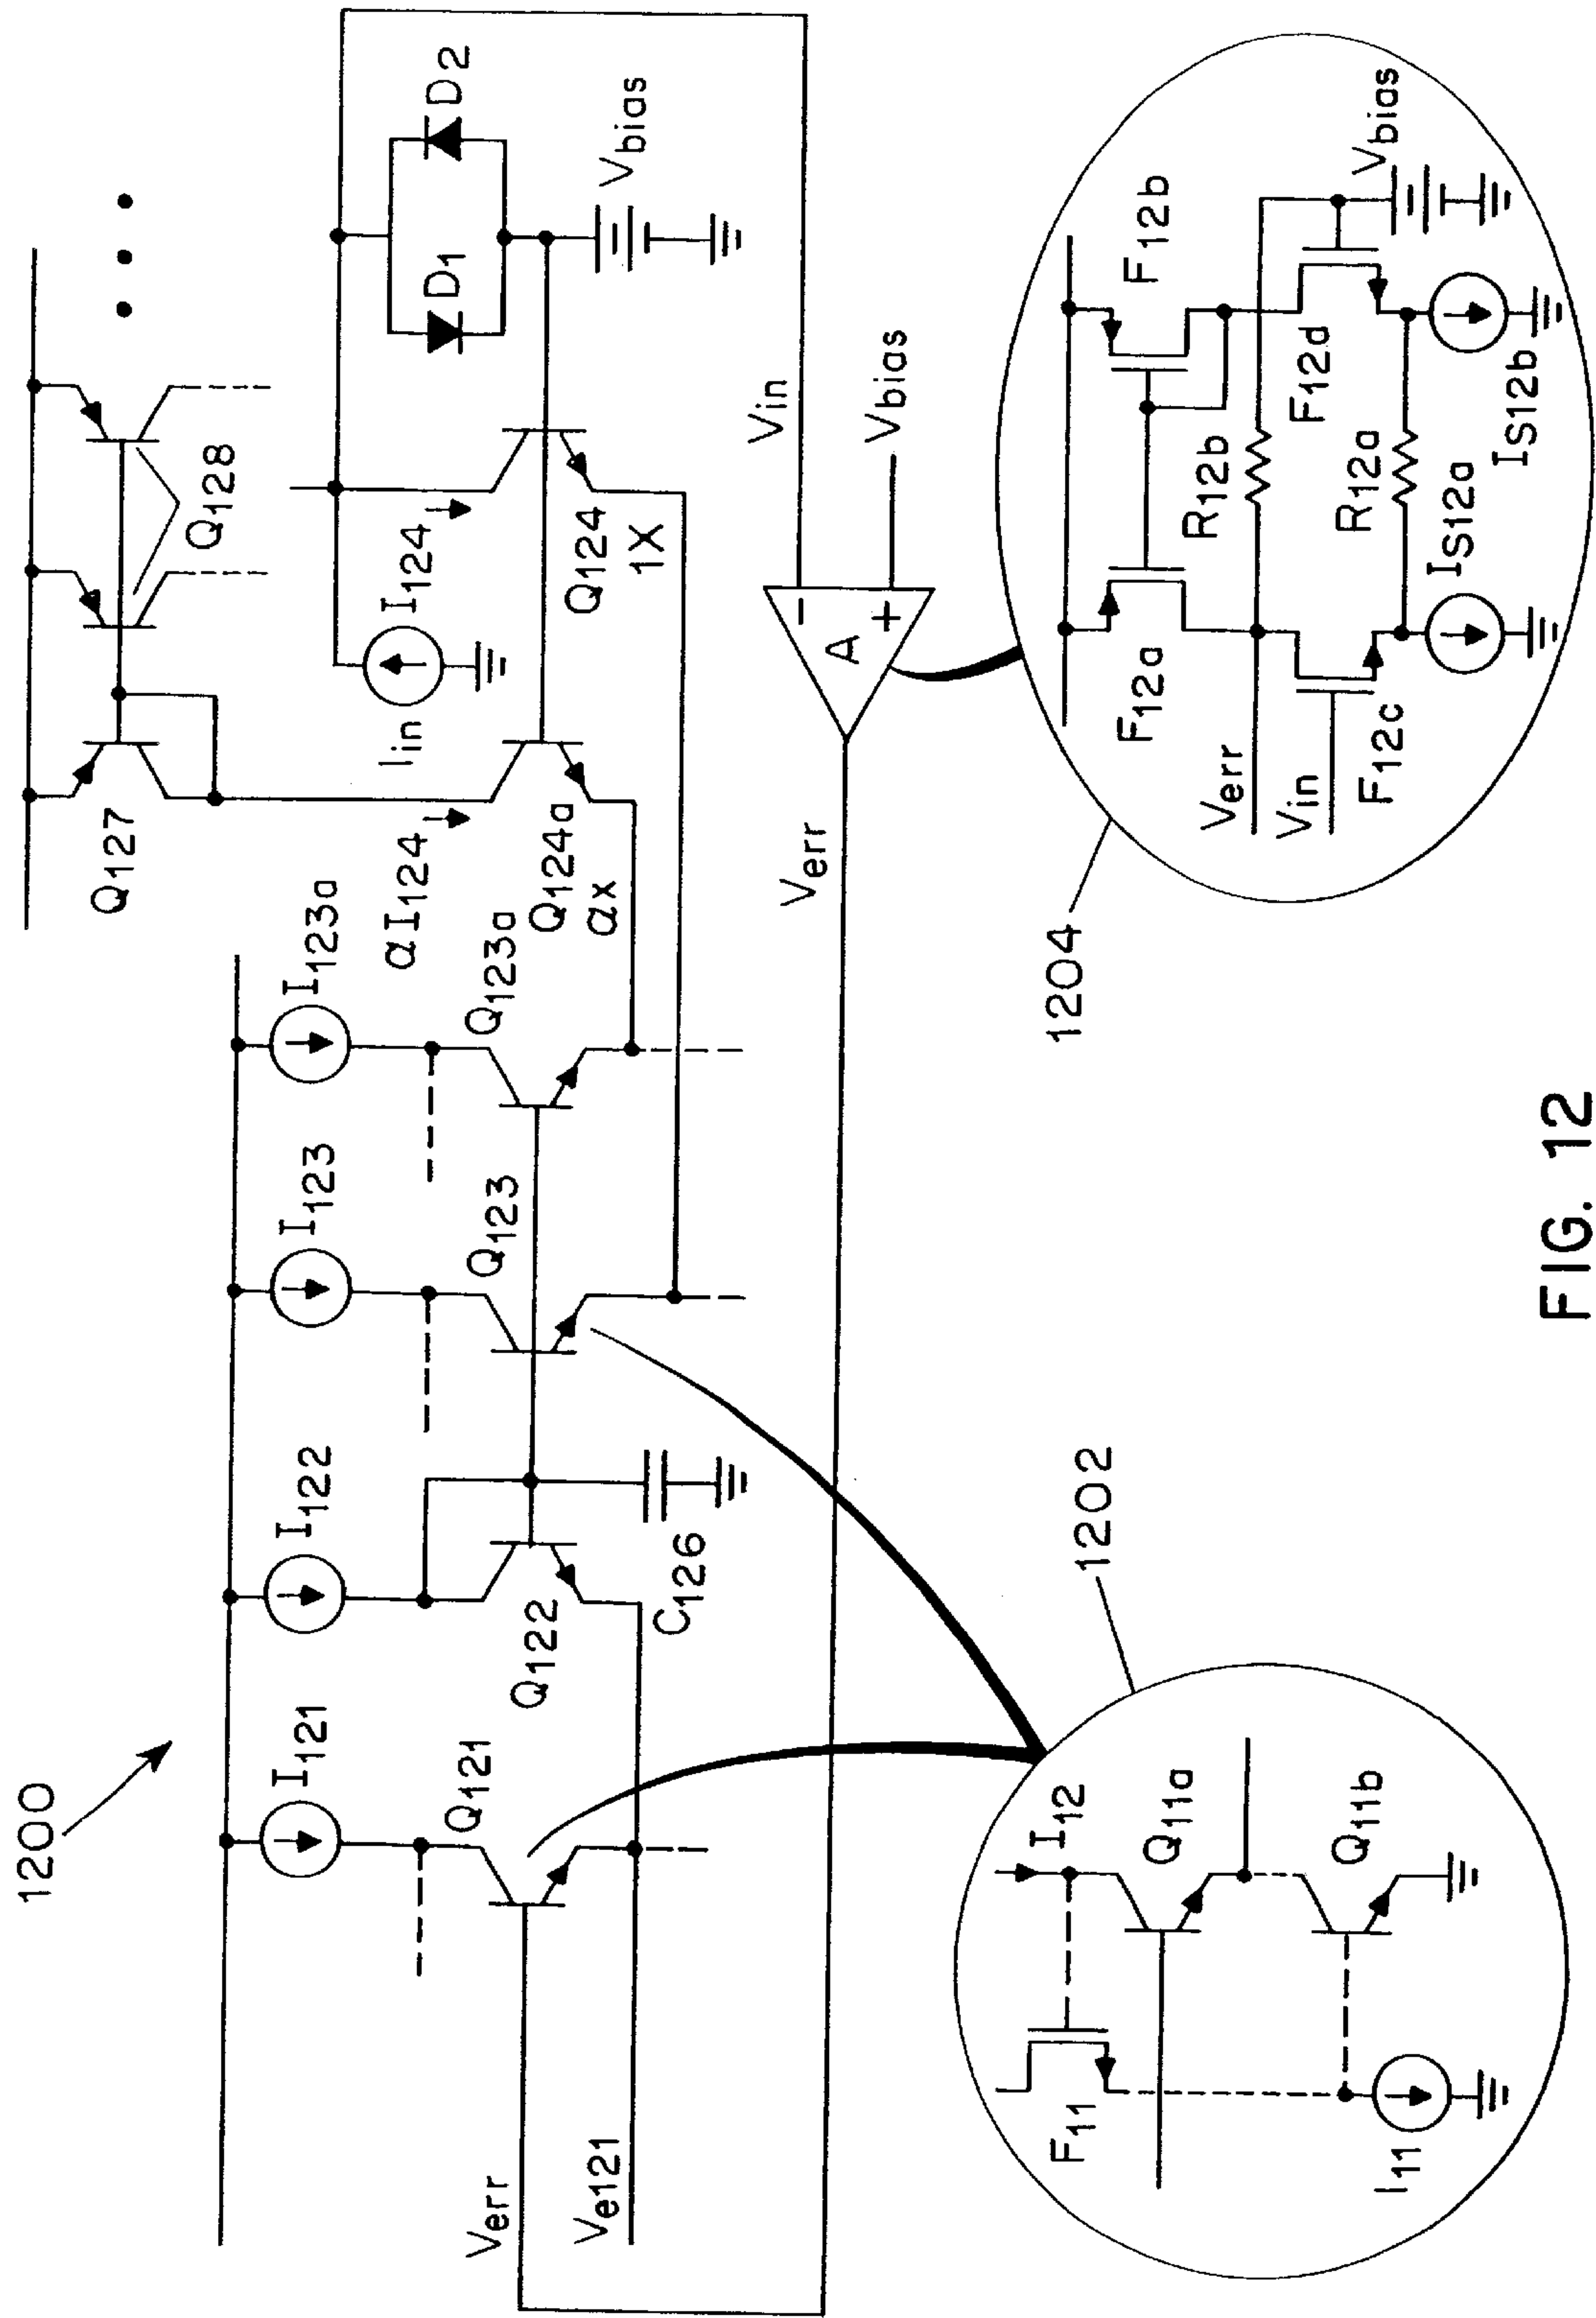 1200
I121
I122
I123
I123a
Q127
Q128
αI124
I124
Iin
D1
D2
Vbias
Q121
Q122
Q123
Q123a
Q124a
αx
Q124
1X
C126
Verr
Ve121
Verr
Vin
Vbias
A
-
+
1202
I12
F11
Q11a
Q11b
I11
1204
F12a
F12b
Verr
Vin
R12b
F12c
F12d
Vbias
R12a
IS12a
IS12b
FIG. 12